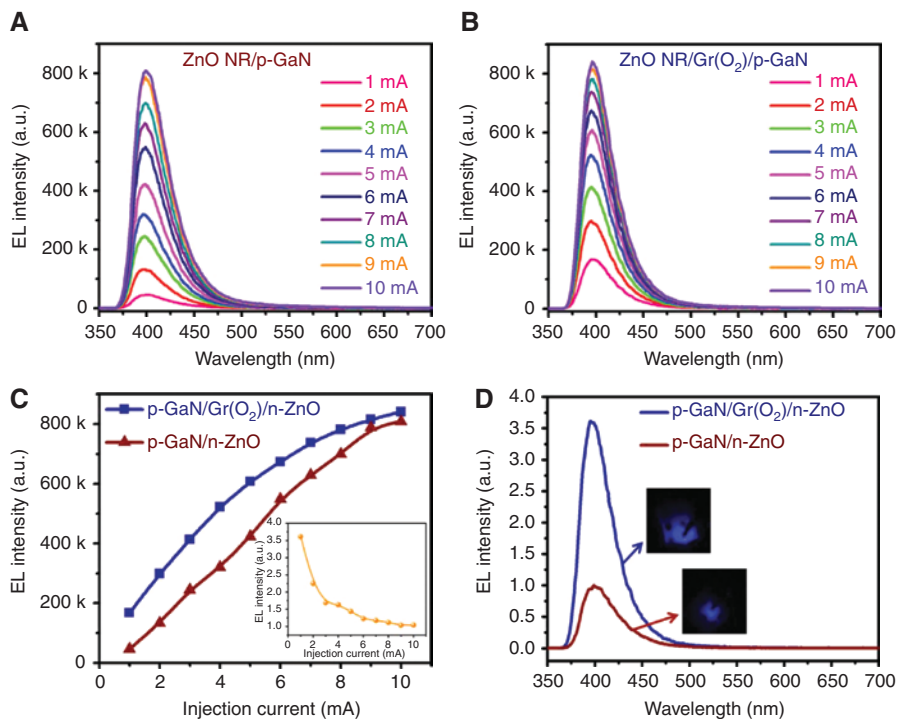 A
ZnO NR/p-GaN
1 mA
2 mA
3 mA
4 mA
5 mA
6 mA
7 mA
8 mA
9 mA
10 mA
800 k
600 k
400 k
200 k
0
EL intensity (a.u.)
350 400 450 500 550 600 650 700
Wavelength (nm)
B
ZnO NR/Gr(O₂)/p-GaN
1 mA
2 mA
3 mA
4 mA
5 mA
6 mA
7 mA
8 mA
9 mA
10 mA
800 k
600 k
400 k
200 k
0
EL intensity (a.u.)
350 400 450 500 550 600 650 700
Wavelength (nm)
C
p-GaN/Gr(O₂)/n-ZnO
p-GaN/n-ZnO
800 k
600 k
400 k
200 k
0 k
EL intensity (a.u.)
0 2 4 6 8 10
Injection current (mA)
4.0
3.5
3.0
2.5
2.0
1.5
1.0
EL intensity (a.u.)
0 2 4 6 8 10
Injection current (mA)
D
p-GaN/Gr(O₂)/n-ZnO
p-GaN/n-ZnO
4.0
3.5
3.0
2.5
2.0
1.5
1.0
0.5
0.0
EL intensity (a.u.)
350 400 450 500 550 600 650 700
Wavelength (nm)